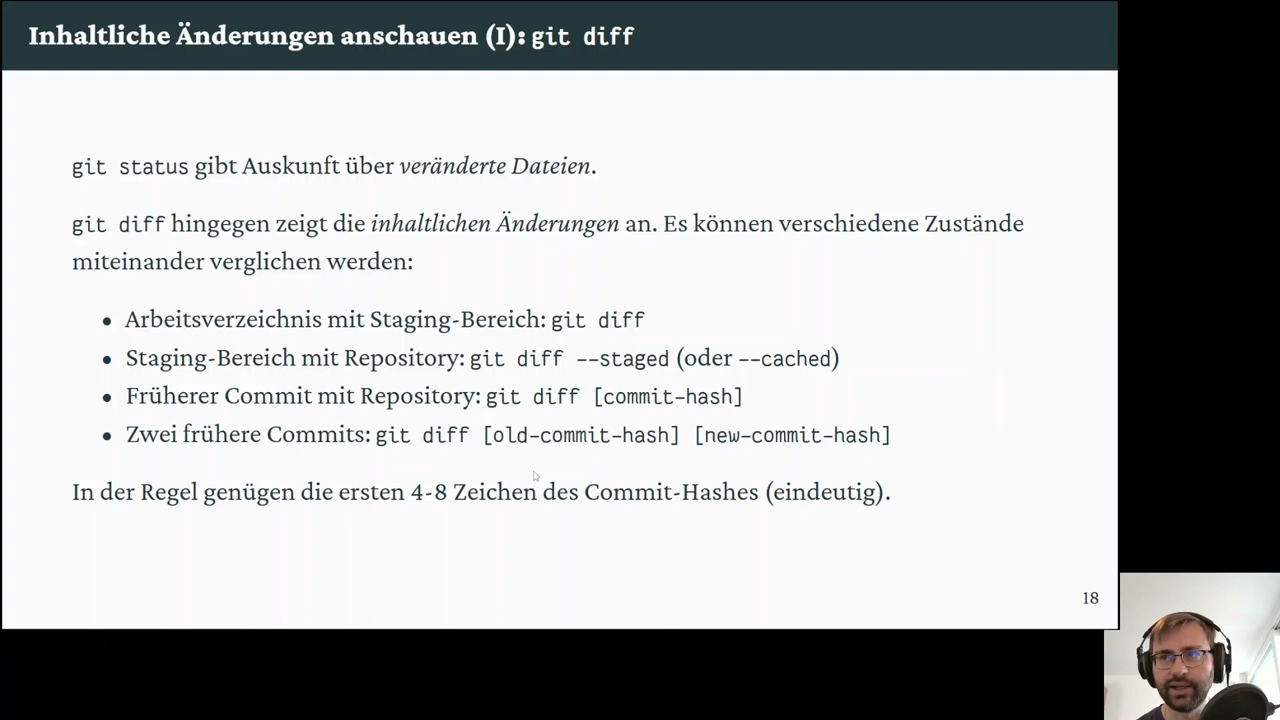 Inhaltliche Änderungen anschauen (I): git diff
git status gibt Auskunft über veränderte Dateien.
git diff hingegen zeigt die inhaltlichen Änderungen an. Es können verschiedene Zustände
miteinander verglichen werden:
• Arbeitsverzeichnis mit Staging-Bereich: git diff
• Staging-Bereich mit Repository: git diff --staged (oder --cached)
• Früherer Commit mit Repository: git diff [commit-hash]
• Zwei frühere Commits: git diff [old-commit-hash] [new-commit-hash]
In der Regel genügen die ersten 4-8 Zeichen des Commit-Hashes (eindeutig).
18